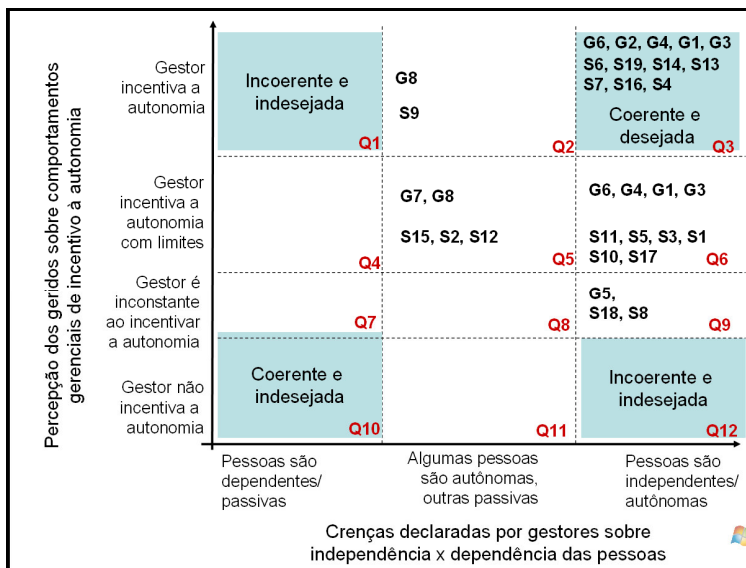 Percepção dos geridos sobre comportamentos
gerenciais de incentivo à autonomia
Gestor
incentiva a
autonomia
Incoerente e
indesejada
Q1
G8
S9
Q2
G6, G2, G4, G1, G3
S6, S19, S14, S13
S7, S16, S4
Coerente e
desejada
Q3
Gestor
incentiva a
autonomia
com limites
Q4
G7, G8
S15, S2, S12
Q5
G6, G4, G1, G3
S11, S5, S3, S1
S10, S17
Q6
Gestor é
inconstante
ao incentivar
a autonomia
Q7
Q8
G5,
S18, S8
Q9
Gestor não
incentiva a
autonomia
Coerente e
indesejada
Q10
Q11
Incoerente e
indesejada
Q12
Pessoas são
dependentes/
passivas
Algumas pessoas
são autônomas,
outras passivas
Pessoas são
independentes/
autônomas
Crenças declaradas por gestores sobre
independência x dependência das pessoas